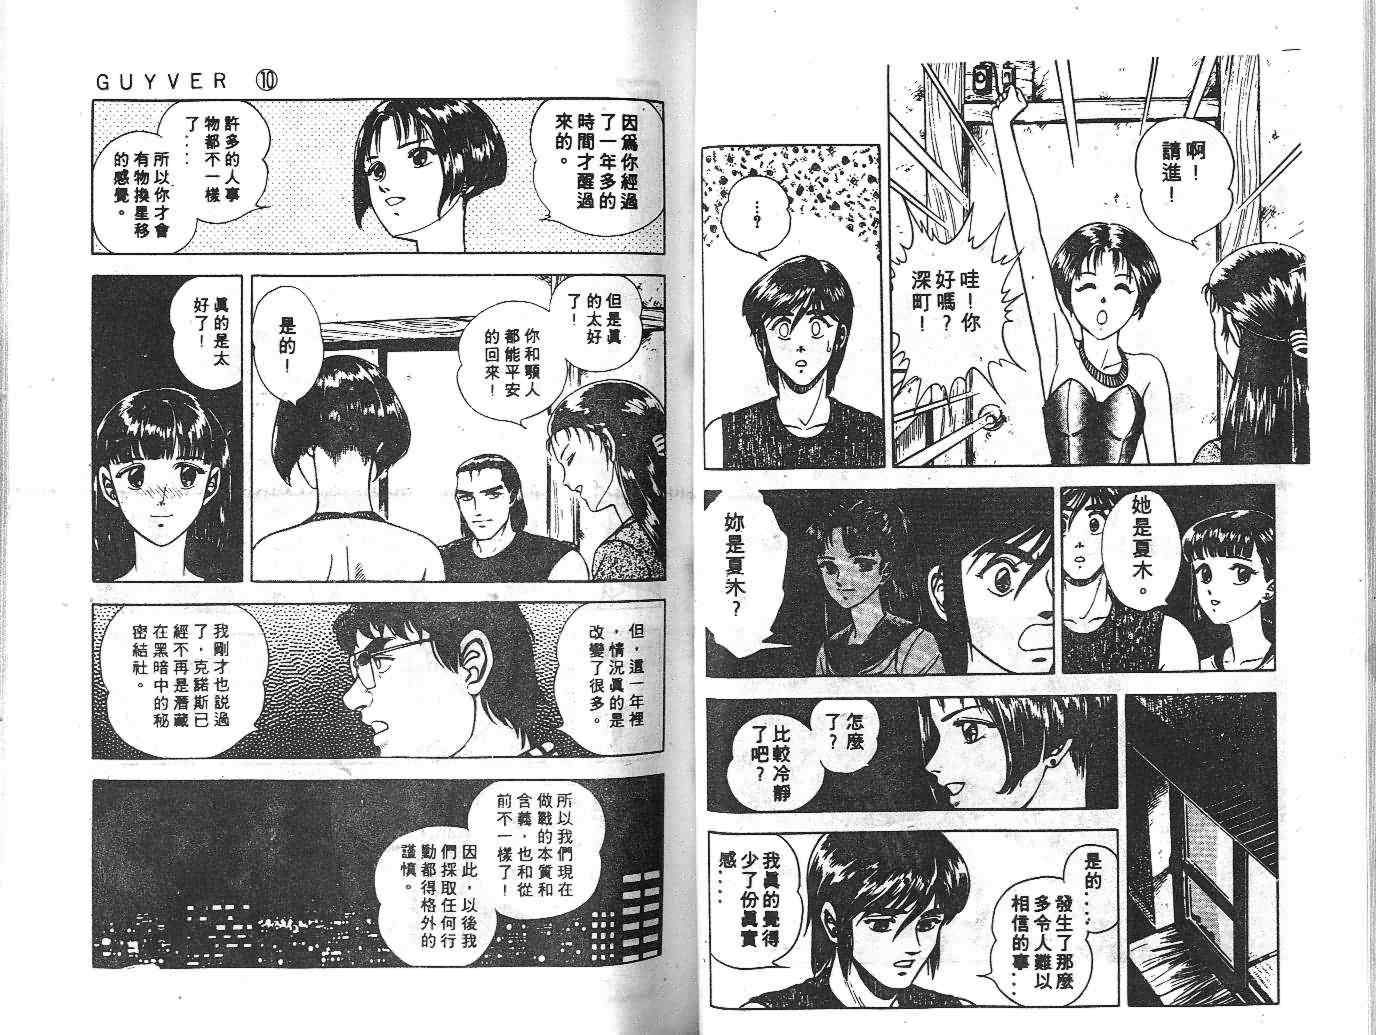 啊！
請進！
哇！你
好嗎？
深町！
…？
她是夏木。
妳是夏木？
怎麼
了？
比較冷靜
了吧？
是的‥‥
發生了那麼
多令人難以
相信的事‥‥
我眞的覺得
少了份眞實
感‥‥
GUYVER ⑩
因爲你經過
了一年多的
時間才醒過
來的。
許多的人事
物都不一樣
了‥‥
所以你才會
有物換星移
的感覺。
但是眞
的太好
了！
你和顎人
都能平安
的回來！
是的！
眞的是太
好了！
但，這一年裡
，情況眞的是
改變了很多。
我剛才也說過
了，克諾斯已
經不再是潛藏
在黑暗中的秘
密結社。
所以我們現在
做戰的本質和
含義，也和從
前不一樣了！
因此，以後我
們採取任何行
動都得格外的
謹慎。